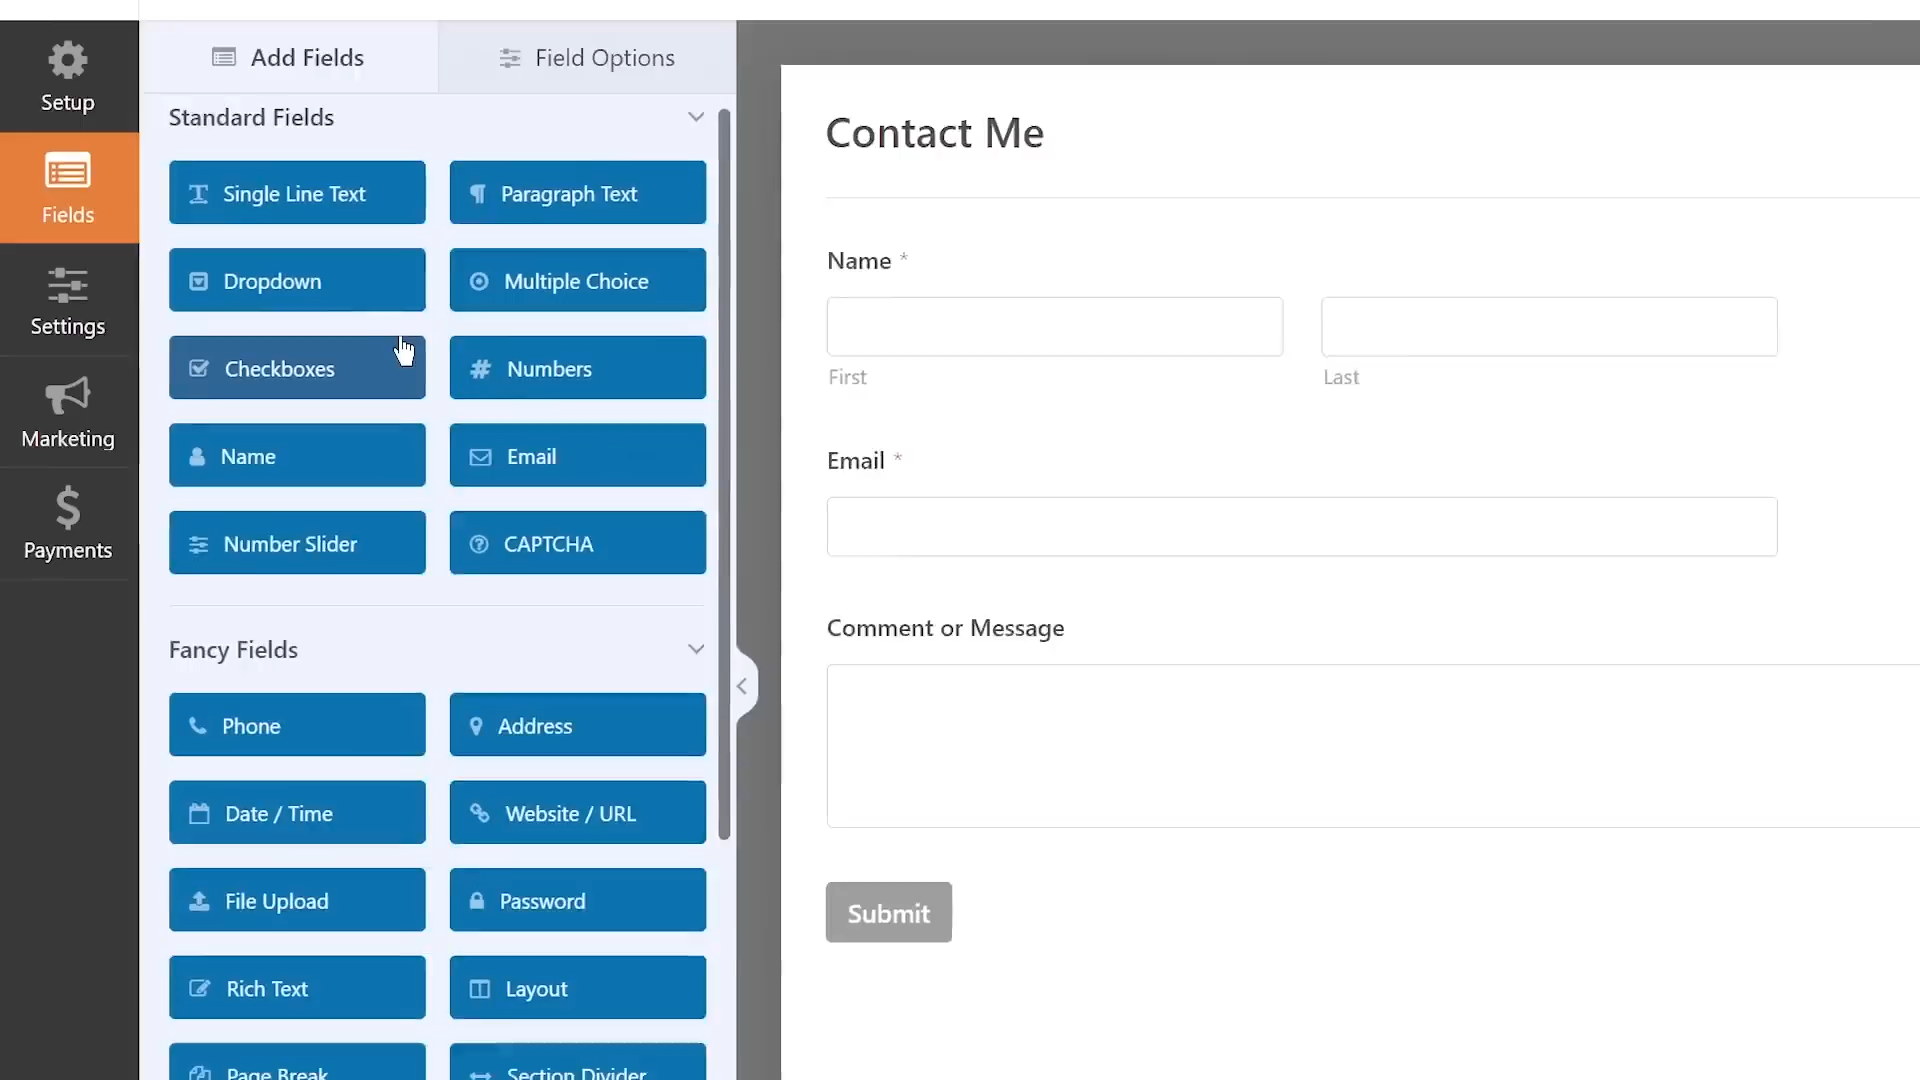 Setup
Fields
Settings
Marketing
Payments
Add Fields
Field Options
Standard Fields
Single Line Text
Paragraph Text
Dropdown
Multiple Choice
Checkboxes
Numbers
Name
Email
Number Slider
CAPTCHA
Fancy Fields
Phone
Address
Date / Time
Website / URL
File Upload
Password
Rich Text
Layout
Page Break
Section Divider
Contact Me
Name *
First
Last
Email *
Comment or Message
Submit